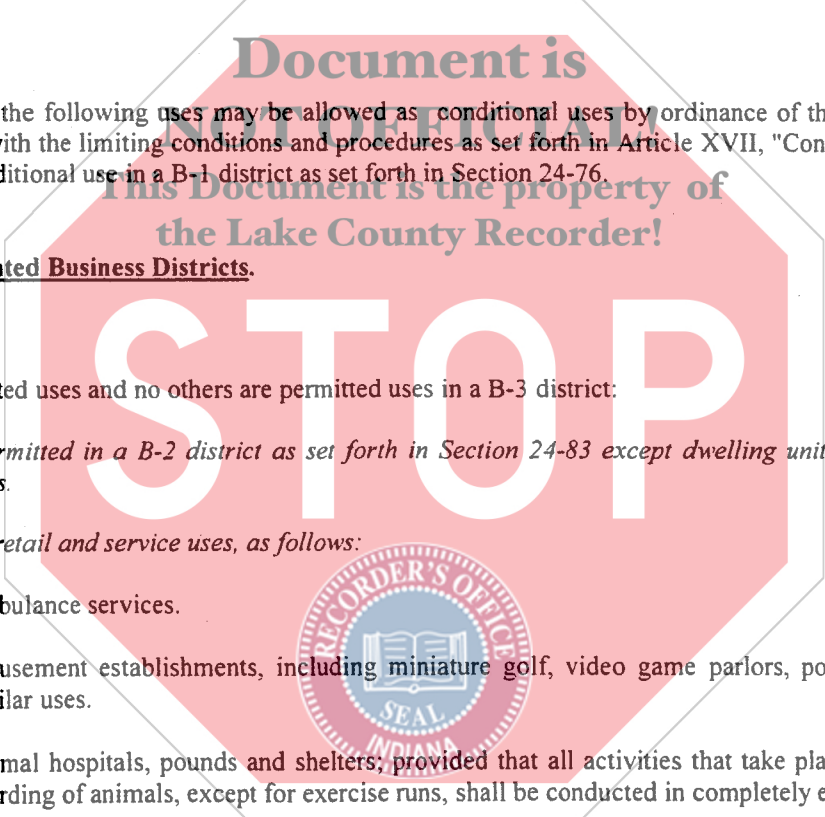 Document is
the following uses may be allowed as conditional uses by ordinance of th
NOT OFFICIAL!
ith the limiting conditions and procedures as set forth in Article XVII, "Con
ditional use in a B-1 district as set forth in Section 24-76.
This Document is the property of
the Lake County Recorder!
ted Business Districts.
STOP
ted uses and no others are permitted uses in a B-3 district:
rmitted in a B-2 district as set forth in Section 24-83 except dwelling unit
s.
etail and service uses, as follows:
RECORDER'S OFFICE
bulance services.
usement establishments, including miniature golf, video game parlors, po
ilar uses.
SEAL
INDIANA
mal hospitals, pounds and shelters; provided that all activities that take pla
rding of animals, except for exercise runs, shall be conducted in completely e